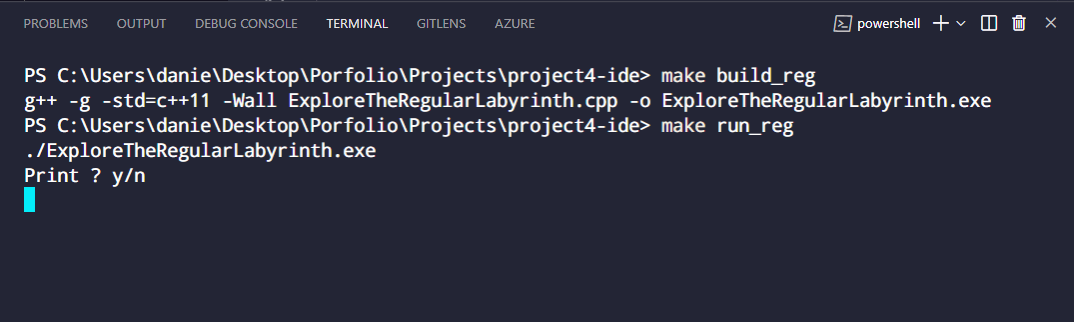 PROBLEMS OUTPUT DEBUG CONSOLE TERMINAL GITLENS AZURE powershell
PS C:\Users\danie\Desktop\Porfolio\Projects\project4-ide> make build_reg
g++ -g -std=c++11 -Wall ExploreTheRegularLabyrinth.cpp -o ExploreTheRegularLabyrinth.exe
PS C:\Users\danie\Desktop\Porfolio\Projects\project4-ide> make run_reg
./ExploreTheRegularLabyrinth.exe
Print ? y/n